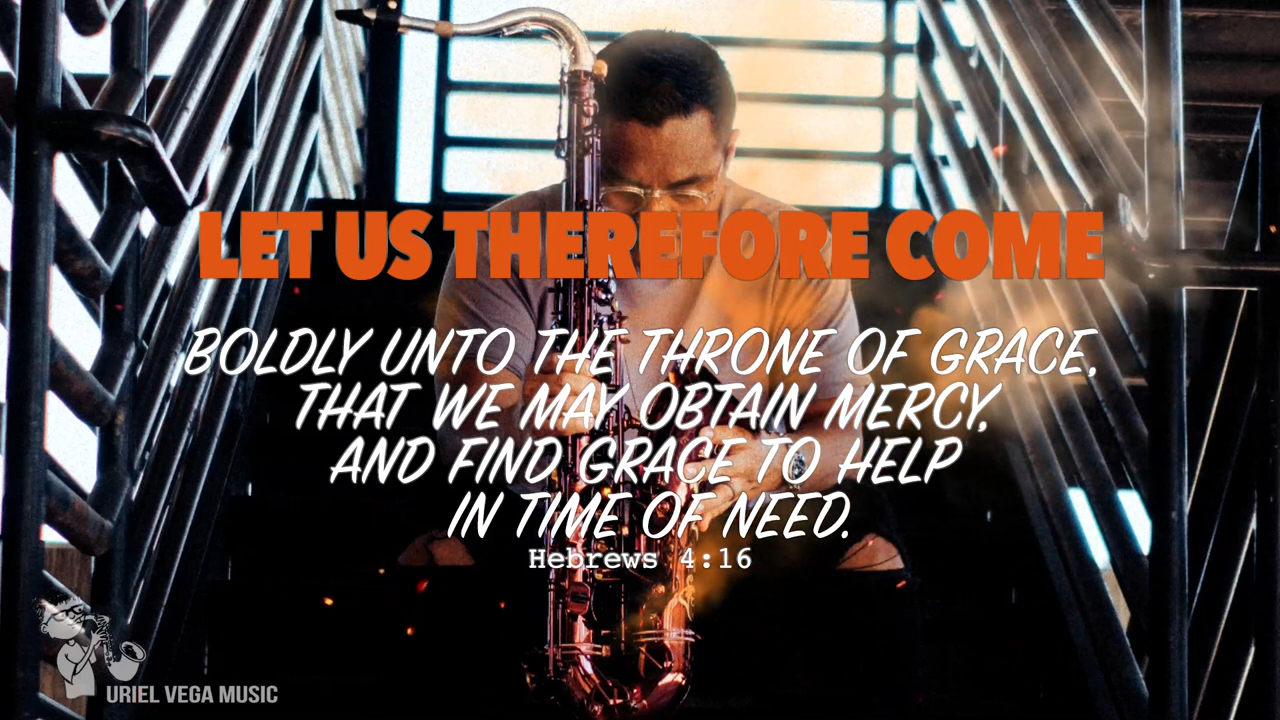 LET US THEREFORE COME
BOLDLY UNTO THE THRONE OF GRACE,
THAT WE MAY OBTAIN MERCY,
AND FIND GRACE TO HELP
IN TIME OF NEED.
Hebrews 4:16
URIEL VEGA MUSIC